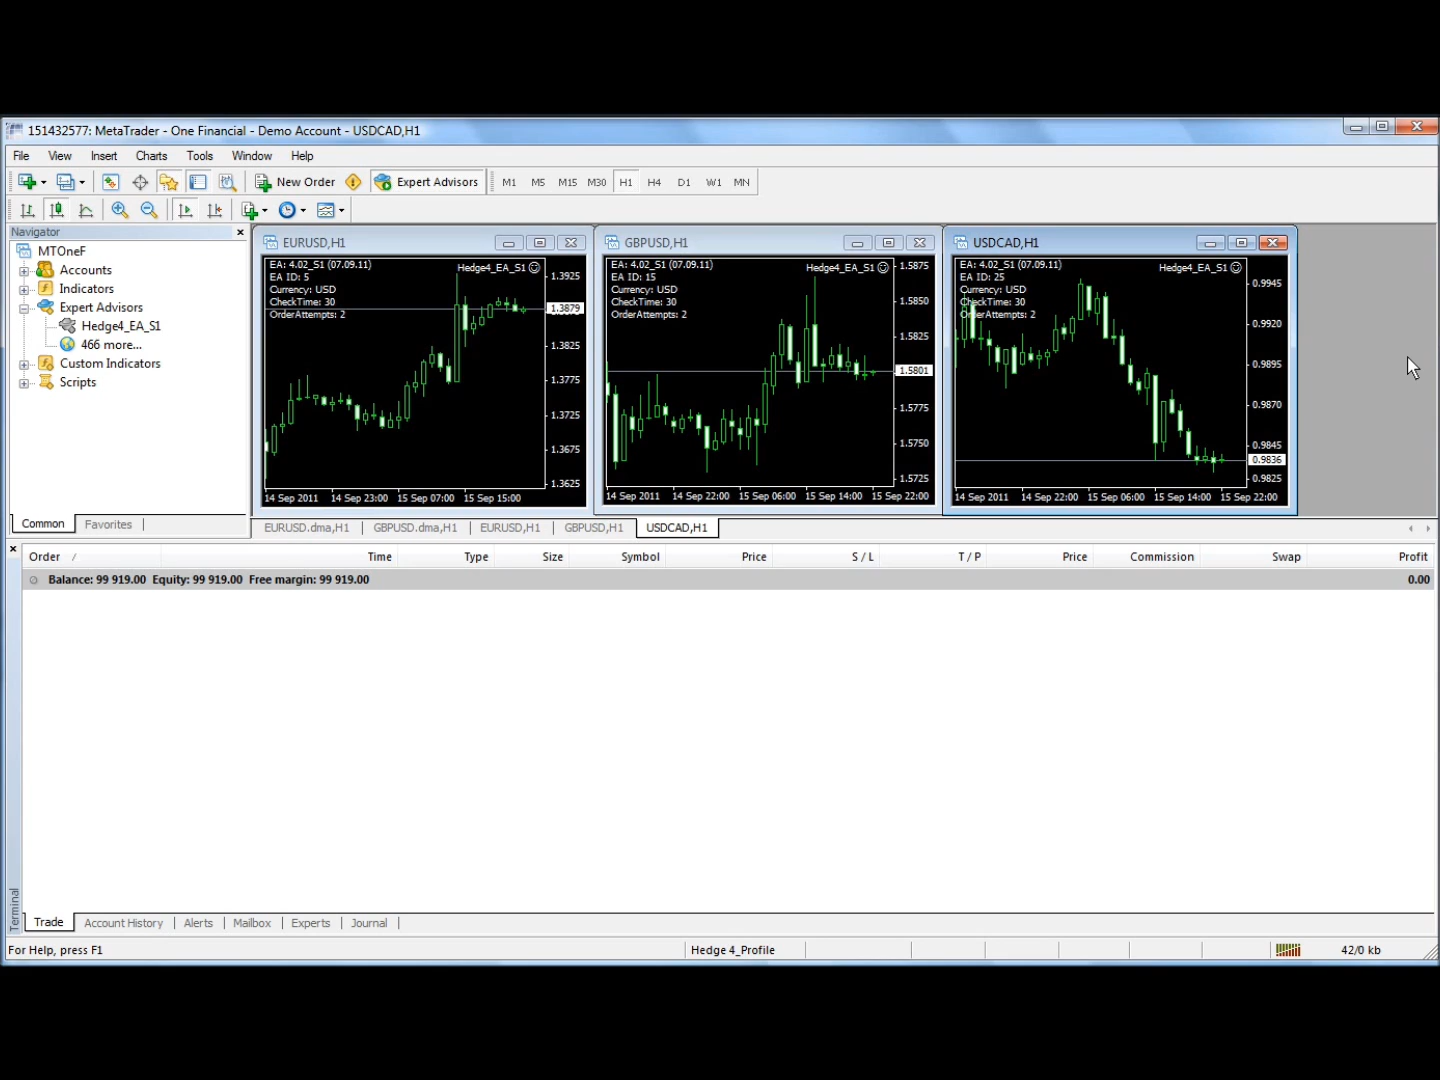 151432577: MetaTrader - One Financial - Demo Account - USDCAD,H1
File View Insert Charts Tools Window Help
New Order Expert Advisors M1 M5 M15 M30 H1 H4 D1 W1 MN
Navigator
MTOneF
Accounts
Indicators
Expert Advisors
Hedge4_EA_S1
466 more...
Custom Indicators
Scripts
Common Favorites
EURUSD,H1
EA: 4.02_S1 (07.09.11)
Hedge4_EA_S1
EA ID: 5
Currency: USD
CheckTime: 30
OrderAttempts: 2
1.3925
1.3879
1.3825
1.3775
1.3725
1.3675
1.3625
14 Sep 2011 14 Sep 23:00 15 Sep 07:00 15 Sep 15:00
GBPUSD,H1
EA: 4.02_S1 (07.09.11)
Hedge4_EA_S1
EA ID: 15
Currency: USD
CheckTime: 30
OrderAttempts: 2
1.5875
1.5850
1.5825
1.5801
1.5775
1.5750
1.5725
14 Sep 2011 14 Sep 22:00 15 Sep 06:00 15 Sep 14:00 15 Sep 22:00
USDCAD,H1
EA: 4.02_S1 (07.09.11)
Hedge4_EA_S1
EA ID: 25
Currency: USD
CheckTime: 30
OrderAttempts: 2
0.9945
0.9920
0.9895
0.9870
0.9845
0.9836
0.9825
14 Sep 2011 14 Sep 22:00 15 Sep 06:00 15 Sep 14:00 15 Sep 22:00
EURUSD.dma,H1 GBPUSD.dma,H1 EURUSD,H1 GBPUSD,H1 USDCAD,H1
Order / Time Type Size Symbol Price S / L T / P Price Commission Swap Profit
Balance: 99 919.00 Equity: 99 919.00 Free margin: 99 919.00 0.00
Terminal
Trade Account History Alerts Mailbox Experts Journal
For Help, press F1 Hedge 4_Profile 42/0 kb